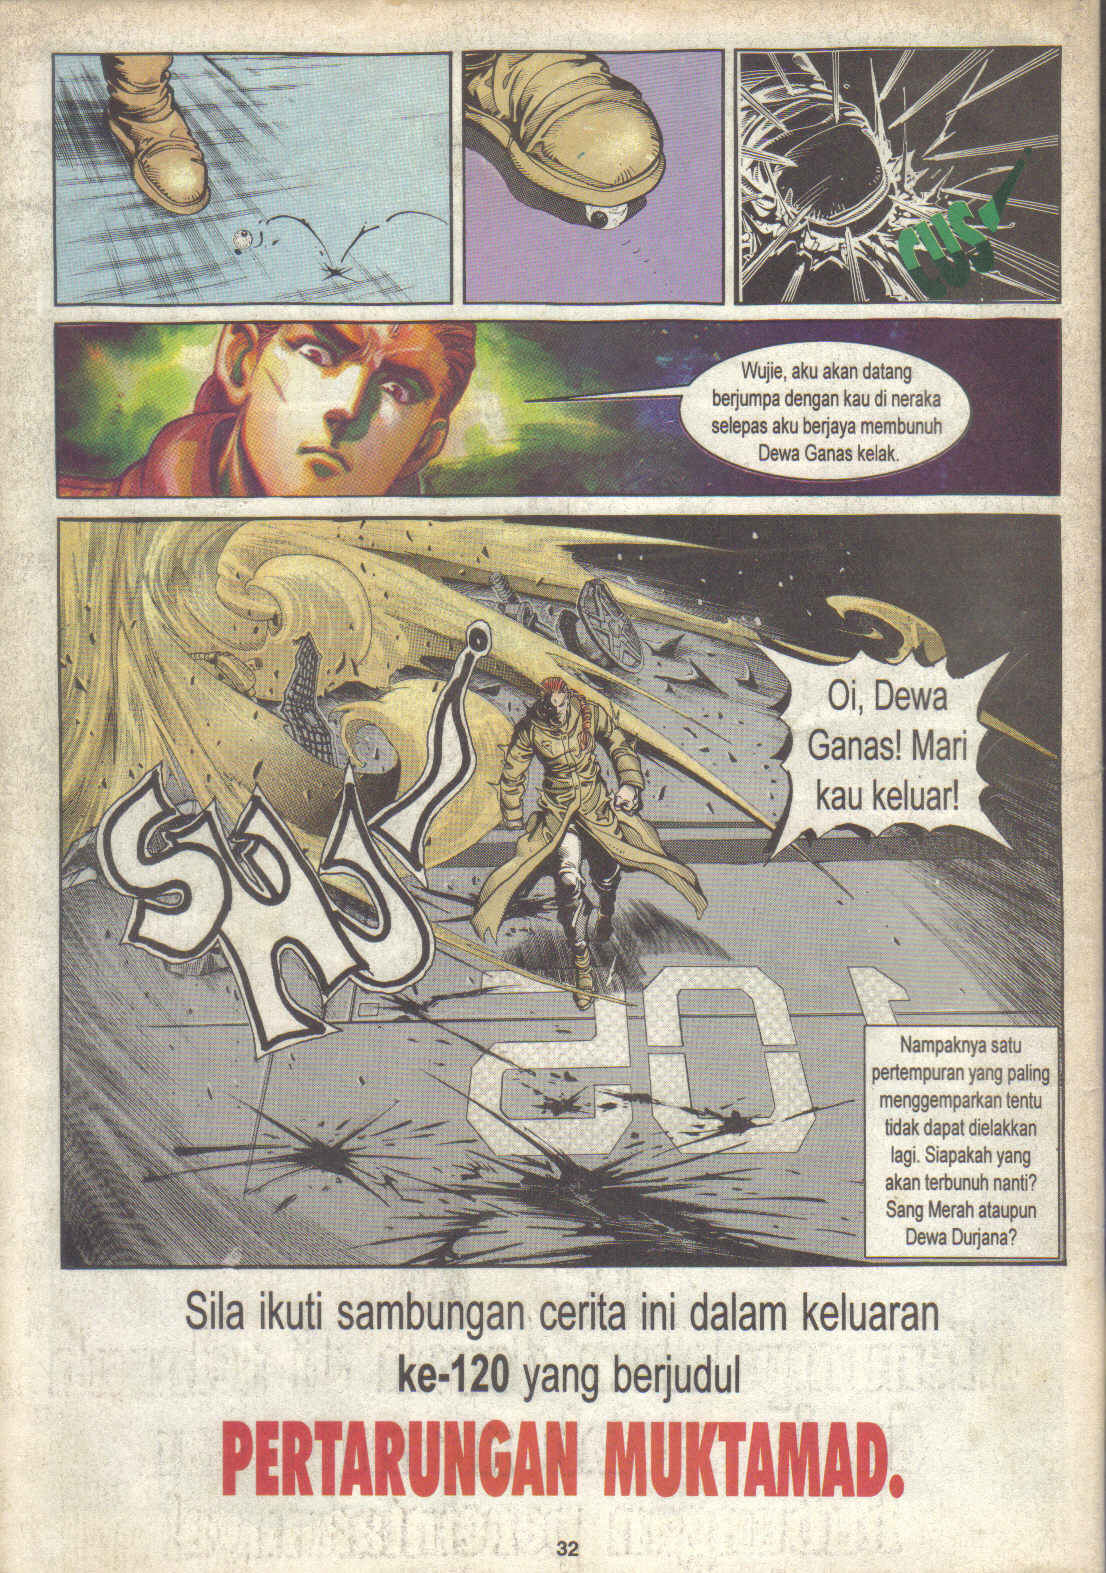 CUS!
Wujie, aku akan datang
berjumpa dengan kau di neraka
selepas aku berjaya membunuh
Dewa Ganas kelak.
Oi, Dewa
Ganas! Mari
kau keluar!
SHU!
201
Nampaknya satu
pertempuran yang paling
menggemparkan tentu
tidak dapat dielakkan
lagi. Siapakah yang
akan terbunuh nanti?
Sang Merah ataupun
Dewa Durjana?
Sila ikuti sambungan cerita ini dalam keluaran
ke-120 yang berjudul
PERTARUNGAN MUKTAMAD.
32